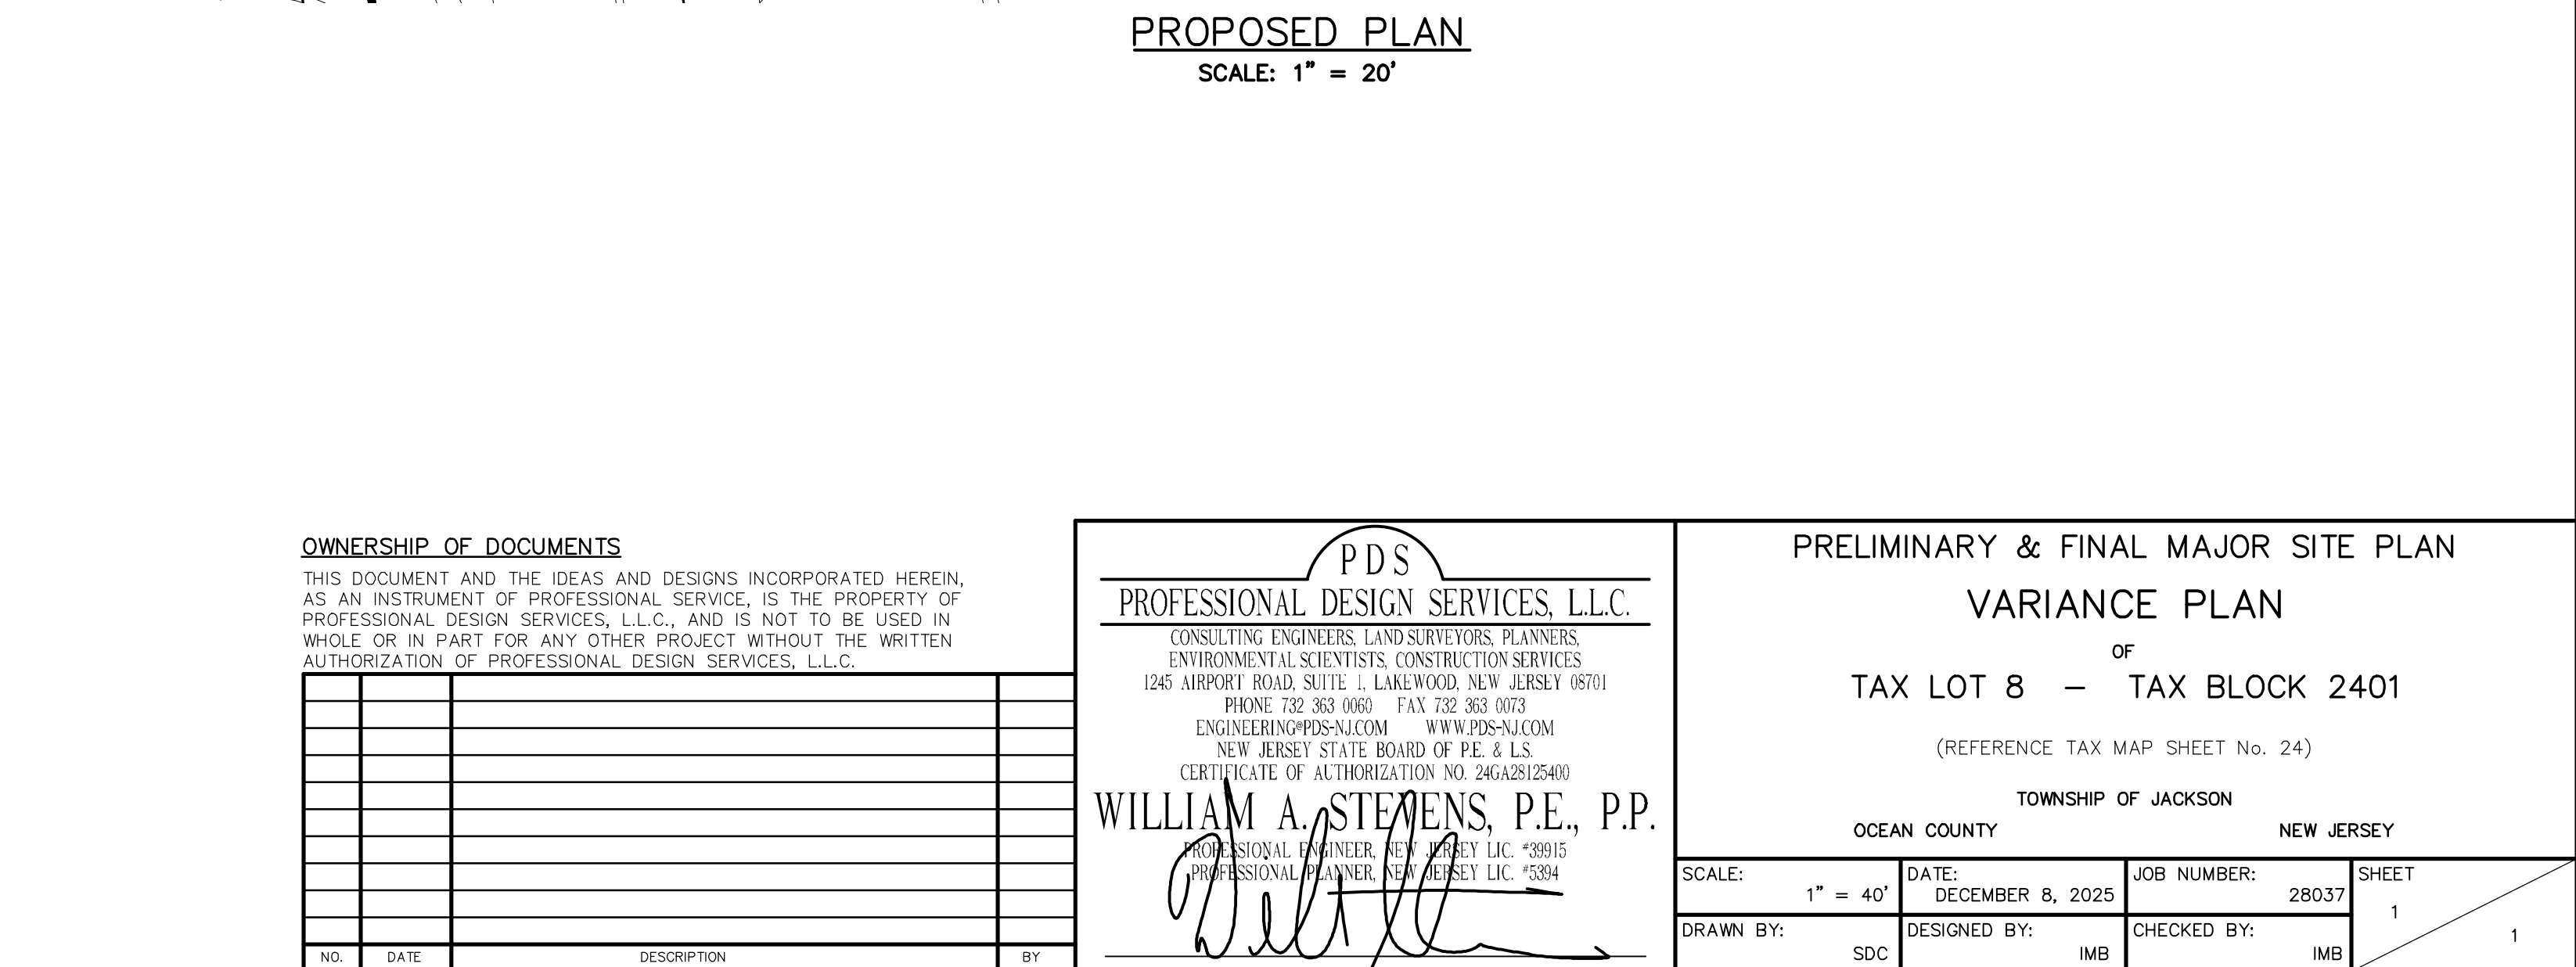 PROPOSED PLAN
SCALE: 1" = 20'
OWNERSHIP OF DOCUMENTS
THIS DOCUMENT AND THE IDEAS AND DESIGNS INCORPORATED HEREIN,
AS AN INSTRUMENT OF PROFESSIONAL SERVICE, IS THE PROPERTY OF
PROFESSIONAL DESIGN SERVICES, L.L.C., AND IS NOT TO BE USED IN
WHOLE OR IN PART FOR ANY OTHER PROJECT WITHOUT THE WRITTEN
AUTHORIZATION OF PROFESSIONAL DESIGN SERVICES, L.L.C.
NO. DATE DESCRIPTION BY
PDS
PROFESSIONAL DESIGN SERVICES, L.L.C.
CONSULTING ENGINEERS, LAND SURVEYORS, PLANNERS,
ENVIRONMENTAL SCIENTISTS, CONSTRUCTION SERVICES
1245 AIRPORT ROAD, SUITE 1, LAKEWOOD, NEW JERSEY 08701
PHONE 732 363 0060 FAX 732 363 0073
ENGINEERING@PDS-NJ.COM WWW.PDS-NJ.COM
NEW JERSEY STATE BOARD OF P.E. & L.S.
CERTIFICATE OF AUTHORIZATION NO. 24GA28125400
WILLIAM A. STEVENS, P.E., P.P.
PROFESSIONAL ENGINEER, NEW JERSEY LIC. #39915
PROFESSIONAL PLANNER, NEW JERSEY LIC. #5394
PRELIMINARY & FINAL MAJOR SITE PLAN
VARIANCE PLAN
OF
TAX LOT 8 – TAX BLOCK 2401
(REFERENCE TAX MAP SHEET No. 24)
TOWNSHIP OF JACKSON
OCEAN COUNTY NEW JERSEY
SCALE: 1" = 40'
DATE: DECEMBER 8, 2025
JOB NUMBER: 28037
SHEET
1
1
DRAWN BY: SDC
DESIGNED BY: IMB
CHECKED BY: IMB